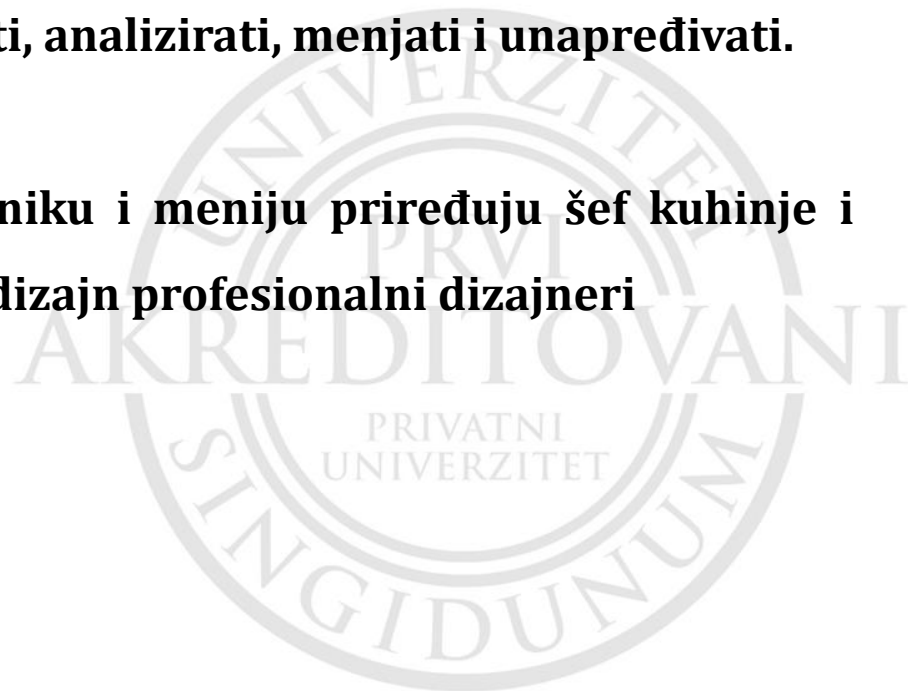 ti, analizirati, menjati i unapređivati.
niku i meniju priređuju šef kuhinje i
dizajn profesionalni dizajneri
UNIVERZITET
PRVI
AKREDITOVANI
PRIVATNI
UNIVERZITET
SINGIDUNUM